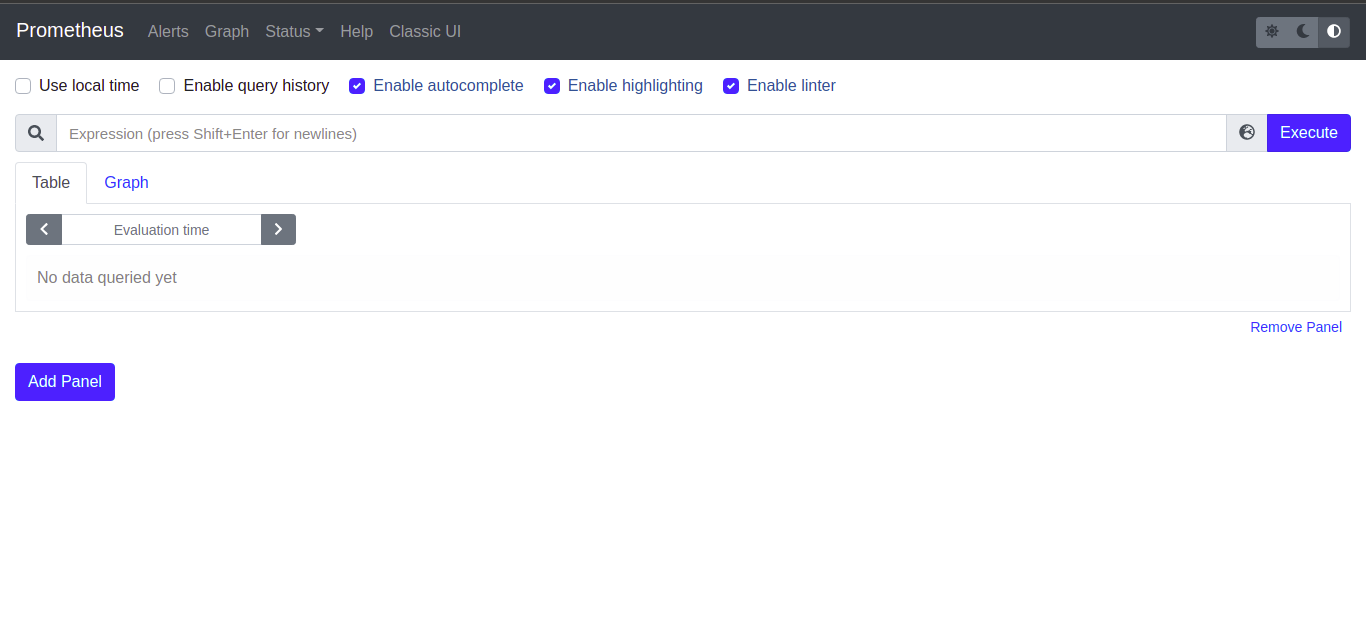 Prometheus Alerts Graph Status Help Classic UI
Use local time Enable query history Enable autocomplete Enable highlighting Enable linter
Expression (press Shift+Enter for newlines) Execute
Table Graph
Evaluation time
No data queried yet
Remove Panel
Add Panel